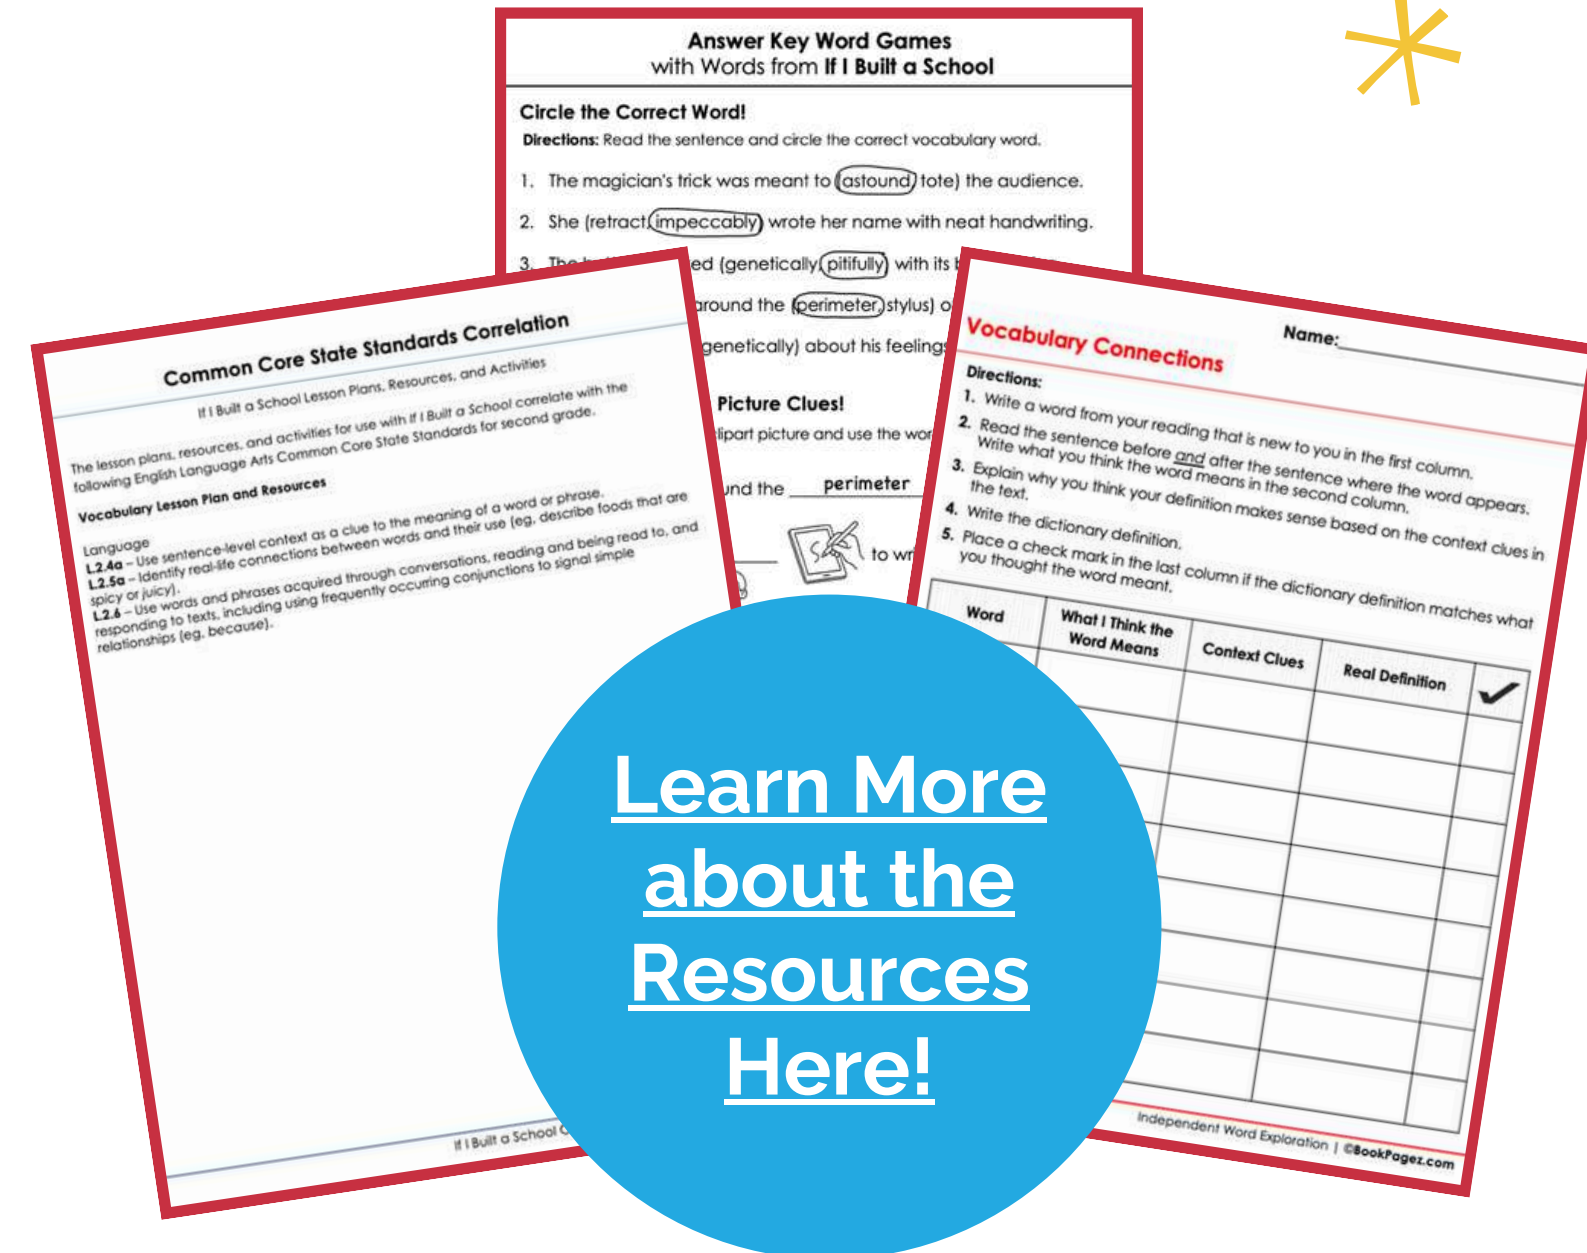 Answer Key Word Games
with Words from If I Built a School
Circle the Correct Word!
Directions: Read the sentence and circle the correct vocabulary word.
1. The magician's trick was meant to (astound, tote) the audience.
2. She (retract, impeccably) wrote her name with neat handwriting.
3. The ed (genetically, pitifully) with its
around the (perimeter, stylus)
genetically) about his feelings
Picture Clues!
clipart picture and use the
the perimeter
to
Common Core State Standards Correlation
If I Built a School Lesson Plans, Resources, and Activities
The lesson plans, resources, and activities for use with If I Built a School correlate with the
following English Language Arts Common Core State Standards for second grade.
Vocabulary Lesson Plan and Resources
Language
L.2.4a – Use sentence-level context as a clue to the meaning of a word or phrase.
L.2.5a – Identify real-life connections between words and their use (eg, describe foods that are
spicy or juicy).
L.2.6 – Use words and phrases acquired through conversations, reading and being read to, and
responding to texts, including using frequently occurring conjunctions to signal simple
relationships (eg, because).
If I Built a School
Name:
Vocabulary Connections
Directions:
1. Write a word from your reading that is new to you in the first column.
2. Read the sentence before and after the sentence where the word appears.
Write what you think the word means in the second column.
3. Explain why you think your definition makes sense based on the context clues in
the text.
4. Write the dictionary definition.
5. Place a check mark in the last column if the dictionary definition matches what
you thought the word meant.
Word
What I Think the
Word Means
Context Clues
Real Definition
Independent Word Exploration | ©BookPagez.com
Learn More
about the
Resources
Here!